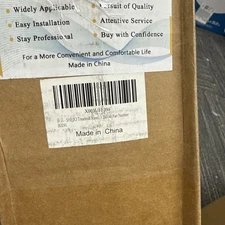 Widely Applicable
Pursuit of Quality
Easy Installation
Attentive Service
Stay Professional
Buy with Confidence
For a More Convenient and Comfortable Life
Made in China
Made in China